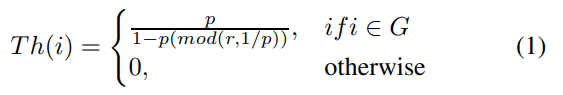 Th(i) = { p / 1−p(mod(r,1/p)), if i ∈ G
0, otherwise (1)